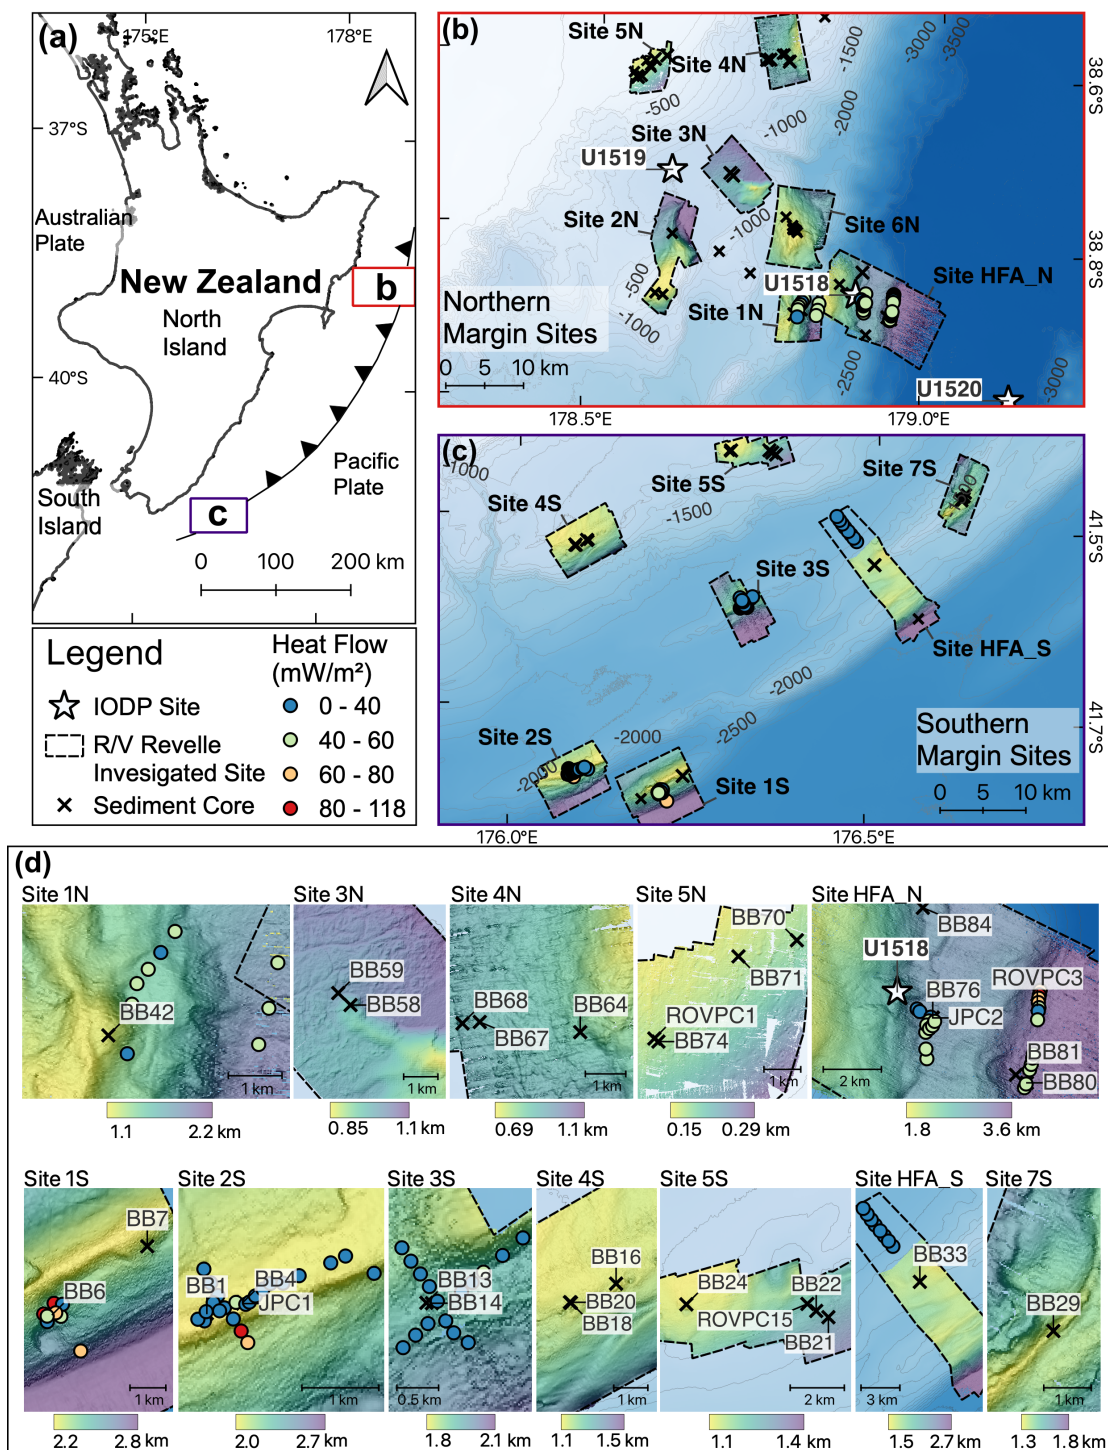 (a)
175°E
178°E
37°S
Australian
Plate
New Zealand
North
Island
b
40°S
Pacific
Plate
South
Island
c
0 100 200 km
Legend
IODP Site
R/V Revelle
Invesigated Site
Sediment Core
Heat Flow
(mW/m²)
0 - 40
40 - 60
60 - 80
80 - 118
(b)
Site 5N
Site 4N
-500
-1000
-1500
-2000
-3000
-3500
38.6°S
Site 3N
U1519
Site 2N
-1000
Site 6N
38.8°S
-500
-1000
U1518
Site HFA_N
Site 1N
Northern
Margin Sites
0 5 10 km
-2500
U1520
-3000
178.5°E
179.0°E
(c)
-1000
Site 5S
Site 7S
Site 4S
-1500
41.5°S
Site 3S
Site HFA_S
-2000
-2500
41.7°S
Site 2S
-2000
-2000
Site 1S
Southern
Margin Sites
0 5 10 km
176.0°E
176.5°E
(d)
Site 1N
BB42
1 km
1.1 2.2 km
Site 3N
BB59
BB58
1 km
0.85 1.1 km
Site 4N
BB68
BB67
BB64
1 km
0.69 1.1 km
Site 5N
BB70
BB71
ROVPC1
BB74
1 km
0.15 0.29 km
Site HFA_N
BB84
U1518
ROVPC3
BB76
JPC2
BB81
BB80
2 km
1.8 3.6 km
Site 1S
BB7
BB6
1 km
2.2 2.8 km
Site 2S
BB1
BB4
JPC1
1 km
2.0 2.7 km
Site 3S
BB13
BB14
0.5 km
1.8 2.1 km
Site 4S
BB16
BB20
BB18
1 km
1.1 1.5 km
Site 5S
BB24
BB22
ROVPC15
BB21
2 km
1.1 1.4 km
Site HFA_S
BB33
3 km
1.5 2.7 km
Site 7S
BB29
1 km
1.3 1.8 km